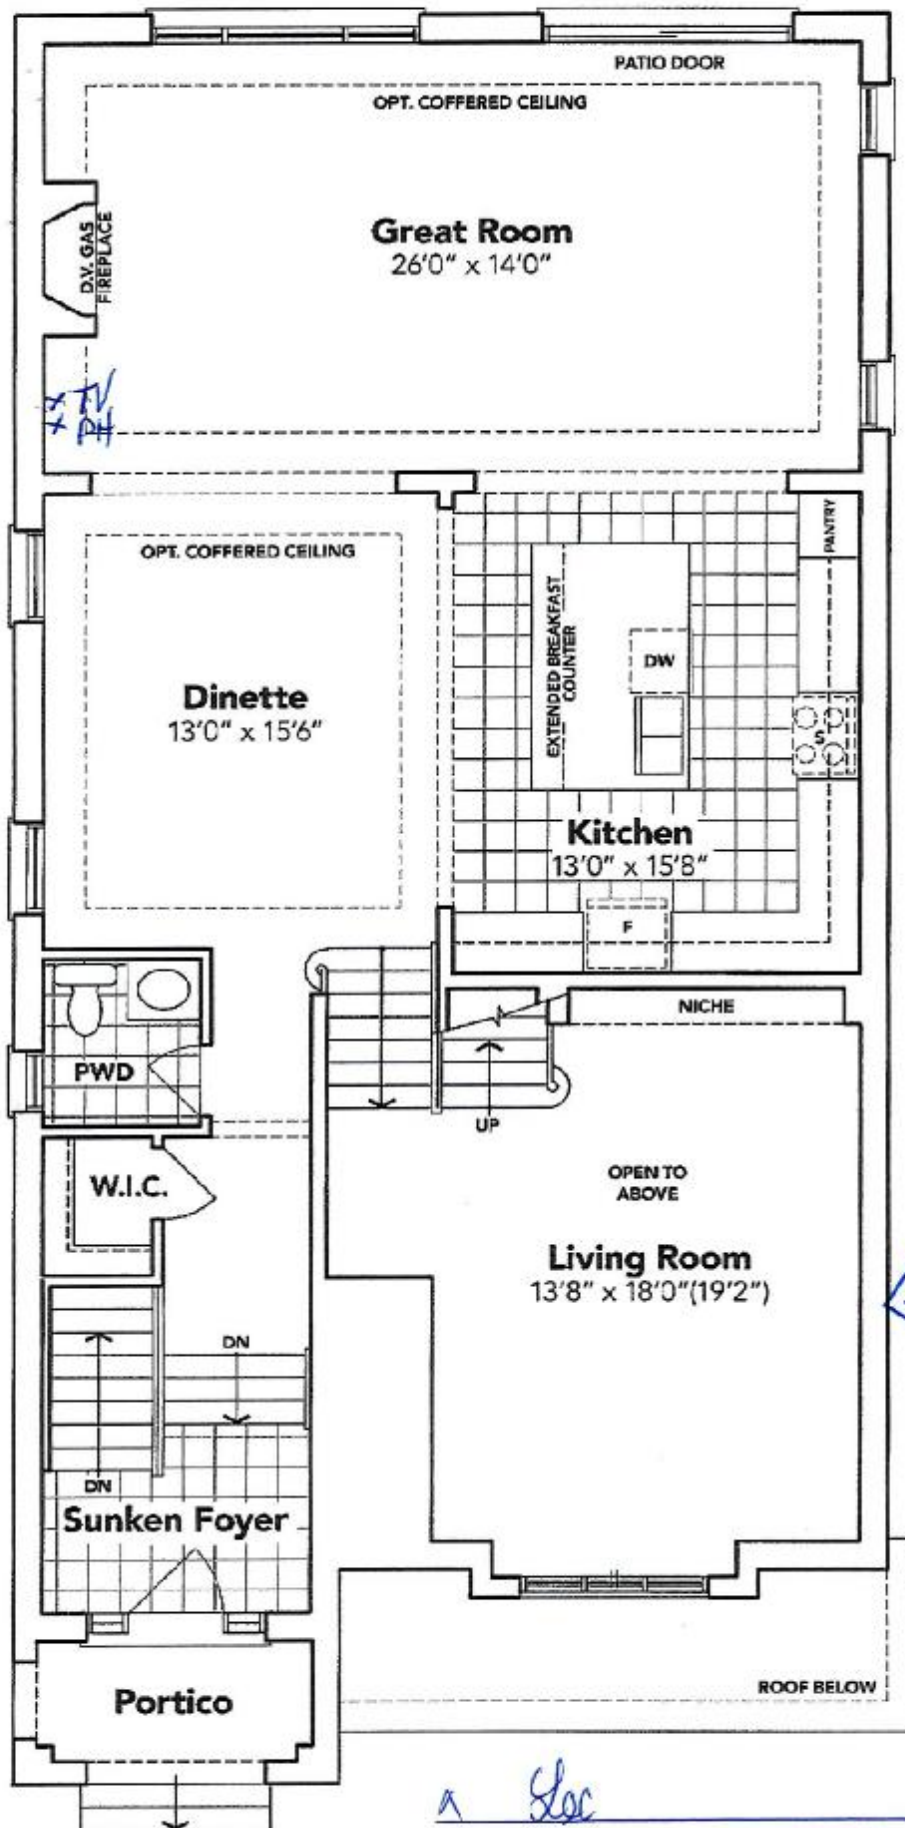 PATIO DOOR
OPT. COFFERED CEILING
Great Room
26'0" x 14'0"
D.V. GAS
FIREPLACE
TV
PH
OPT. COFFERED CEILING
PANTRY
EXTENDED BREAKFAST
COUNTER
DW
Dinette
13'0" x 15'6"
S
Kitchen
13'0" x 15'8"
F
NICHE
PWD
UP
W.I.C.
OPEN TO
ABOVE
Living Room
13'8" x 18'0"(19'2")
DN
DN
Sunken Foyer
Portico
ROOF BELOW